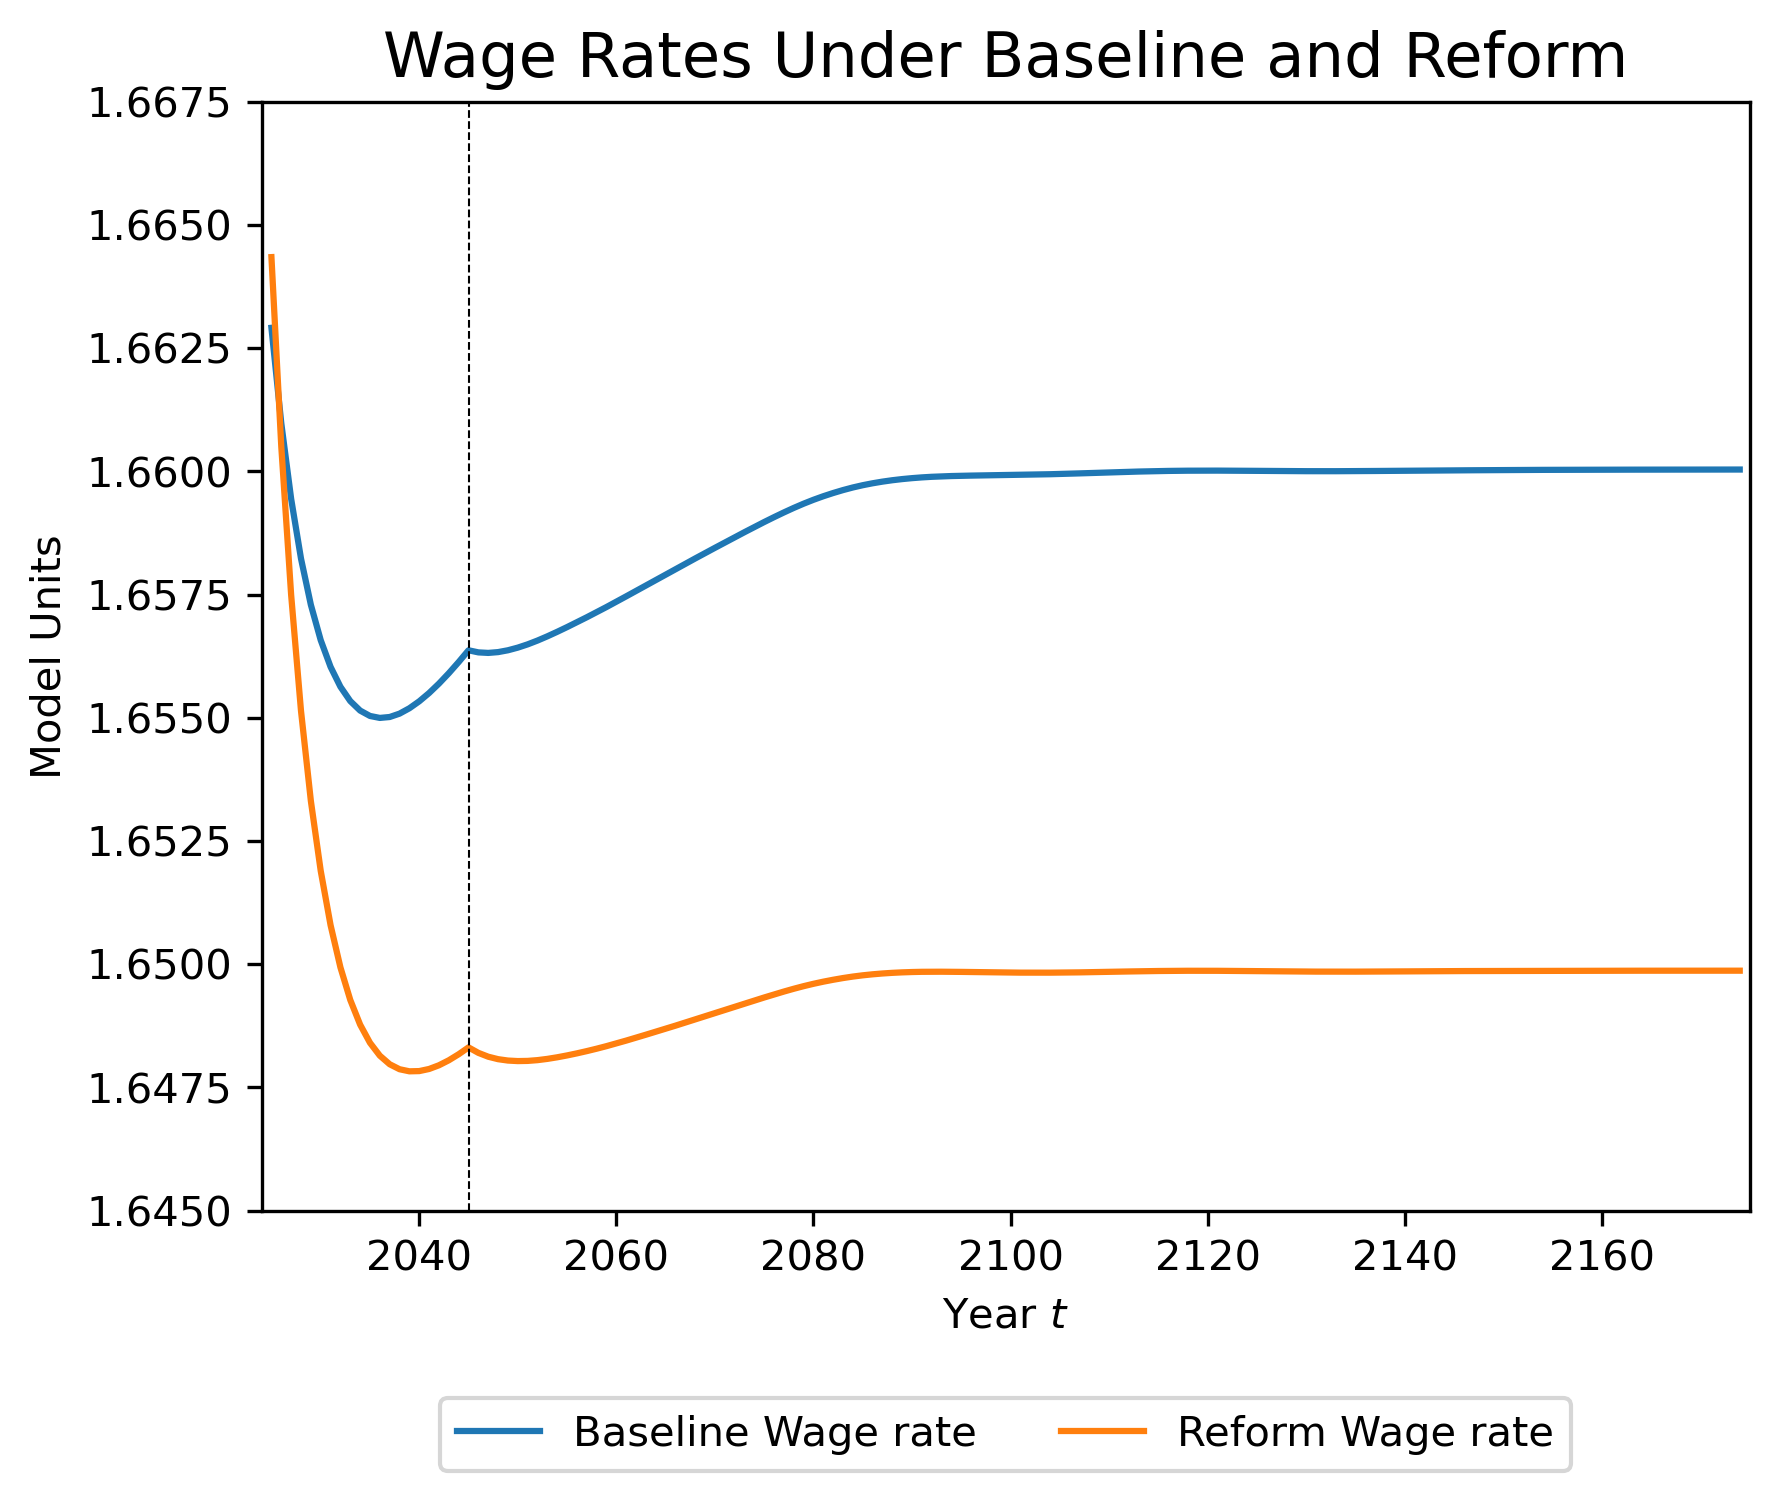 Wage Rates Under Baseline and Reform
1.6675
1.6650
1.6625
1.6600
1.6575
1.6550
1.6525
1.6500
1.6475
1.6450
Model Units
2040 2060 2080 2100 2120 2140 2160
Year t
Baseline Wage rate Reform Wage rate